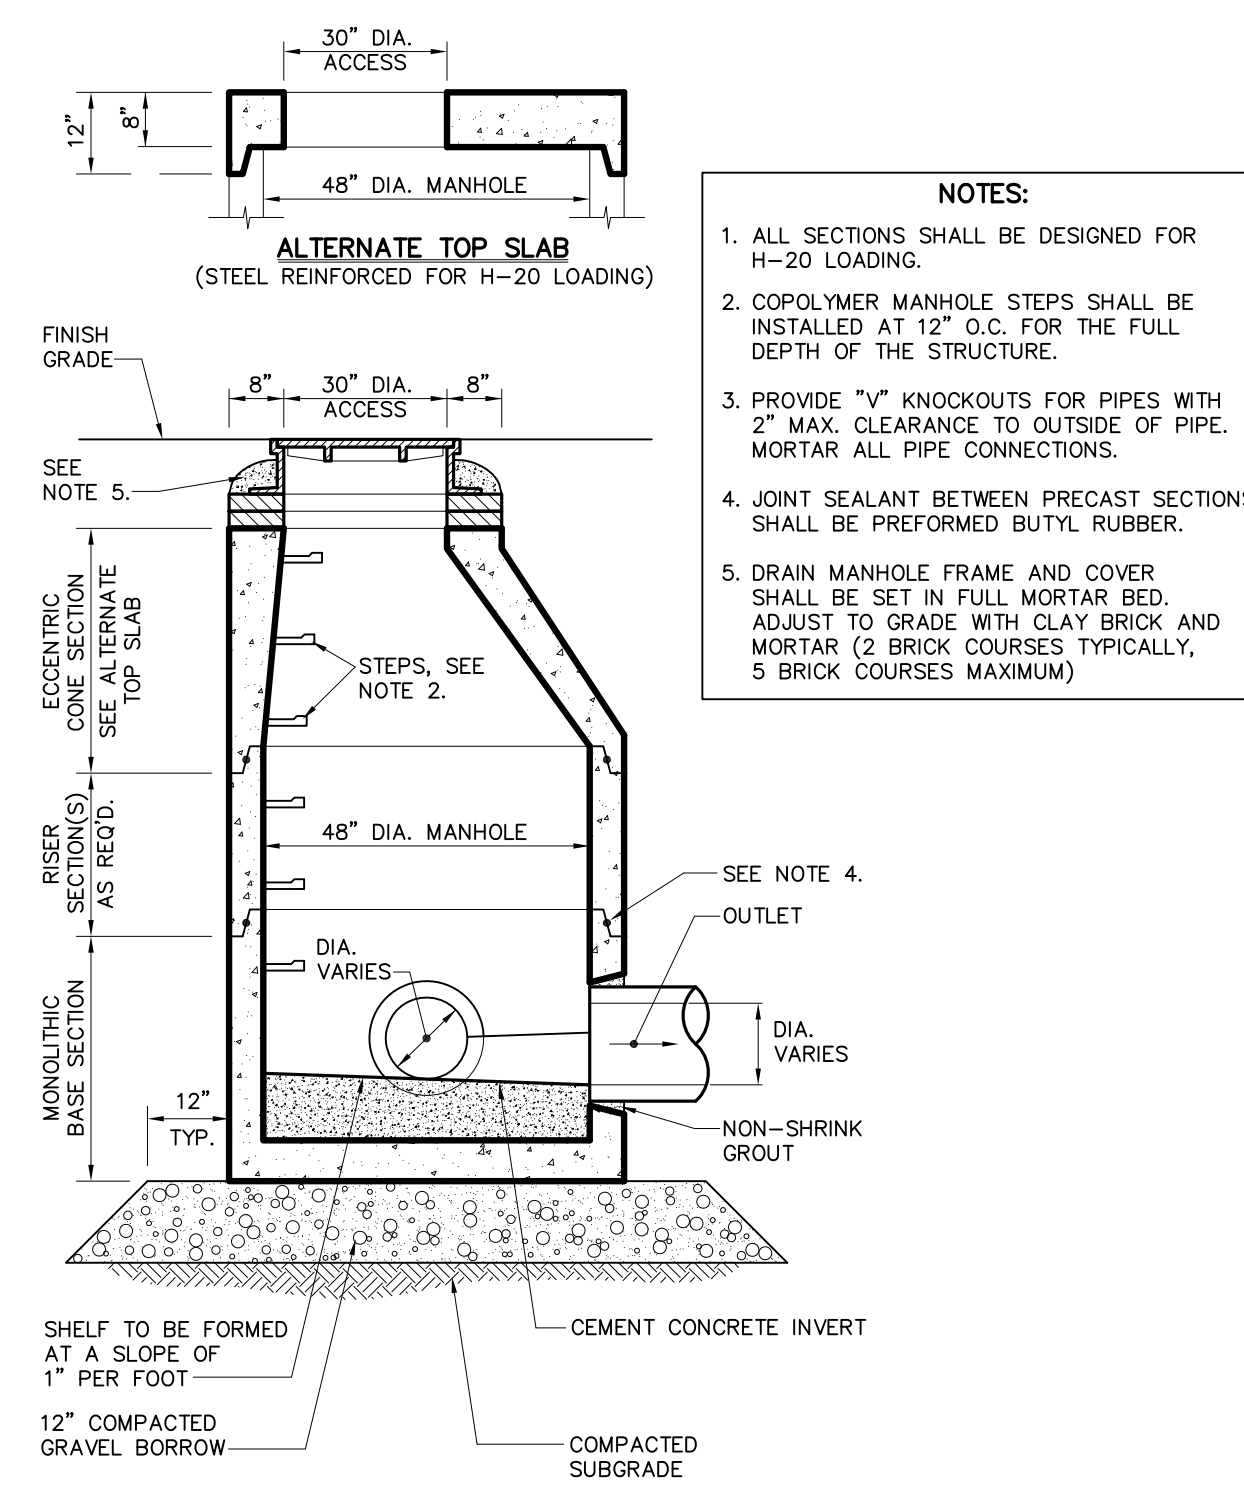 30" DIA.
ACCESS
12"
8"
48" DIA. MANHOLE
ALTERNATE TOP SLAB
(STEEL REINFORCED FOR H-20 LOADING)
NOTES:
1. ALL SECTIONS SHALL BE DESIGNED FOR
H-20 LOADING.
2. COPOLYMER MANHOLE STEPS SHALL BE
INSTALLED AT 12" O.C. FOR THE FULL
DEPTH OF THE STRUCTURE.
3. PROVIDE "V" KNOCKOUTS FOR PIPES WITH
2" MAX. CLEARANCE TO OUTSIDE OF PIPE.
MORTAR ALL PIPE CONNECTIONS.
4. JOINT SEALANT BETWEEN PRECAST SECTIONS
SHALL BE PREFORMED BUTYL RUBBER.
5. DRAIN MANHOLE FRAME AND COVER
SHALL BE SET IN FULL MORTAR BED.
ADJUST TO GRADE WITH CLAY BRICK AND
MORTAR (2 BRICK COURSES TYPICALLY,
5 BRICK COURSES MAXIMUM)
FINISH
GRADE
8"
30" DIA.
ACCESS
8"
SEE
NOTE 5.
ECCENTRIC
CONE SECTION
SEE ALTERNATE
TOP SLAB
STEPS, SEE
NOTE 2.
RISER
SECTION(S)
AS REQ'D.
48" DIA. MANHOLE
SEE NOTE 4.
OUTLET
DIA.
VARIES
MONOLITHIC
BASE SECTION
DIA.
VARIES
12"
TYP.
NON-SHRINK
GROUT
SHELF TO BE FORMED
AT A SLOPE OF
1" PER FOOT
CEMENT CONCRETE INVERT
12" COMPACTED
GRAVEL BORROW
COMPACTED
SUBGRADE